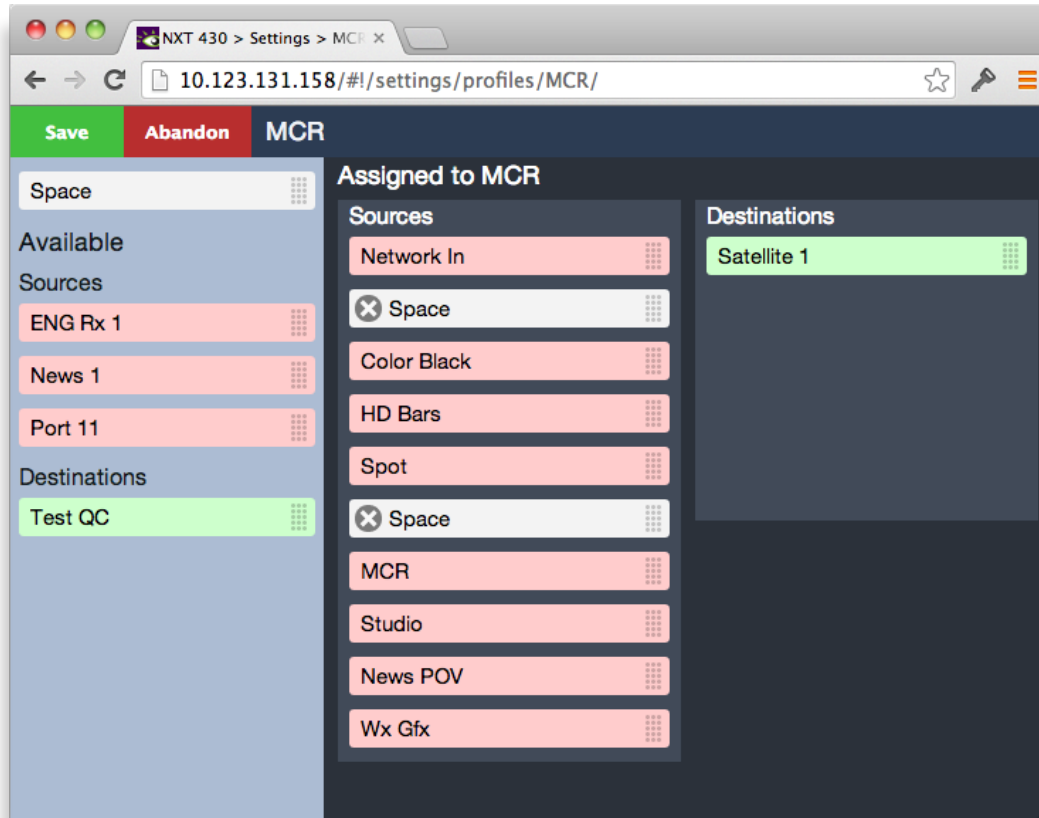 NXT 430 > Settings > MCR
10.123.131.158/#!/settings/profiles/MCR/
Save
Abandon
MCR
Space
Available
Sources
ENG Rx 1
News 1
Port 11
Destinations
Test QC
Assigned to MCR
Sources
Network In
Space
Color Black
HD Bars
Spot
Space
MCR
Studio
News POV
Wx Gfx
Destinations
Satellite 1